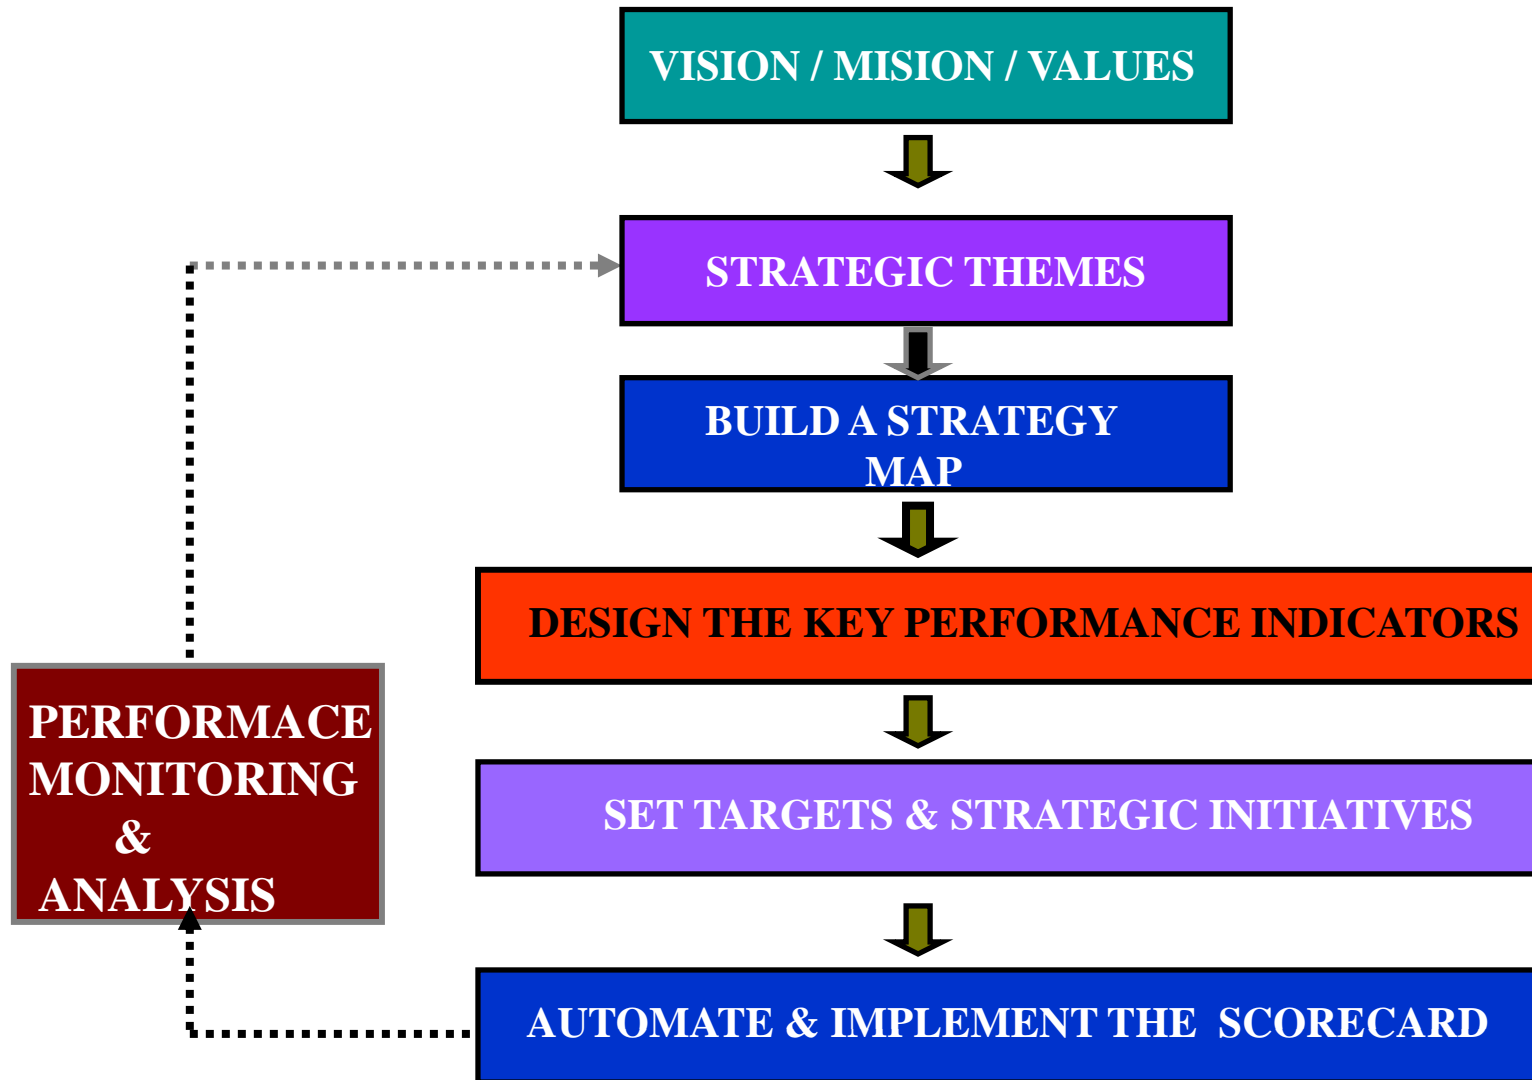 VISION / MISION / VALUES
STRATEGIC THEMES
BUILD A STRATEGY
MAP
DESIGN THE KEY PERFORMANCE INDICATORS
PERFORMACE
MONITORING
&
ANALYSIS
SET TARGETS & STRATEGIC INITIATIVES
AUTOMATE & IMPLEMENT THE SCORECARD